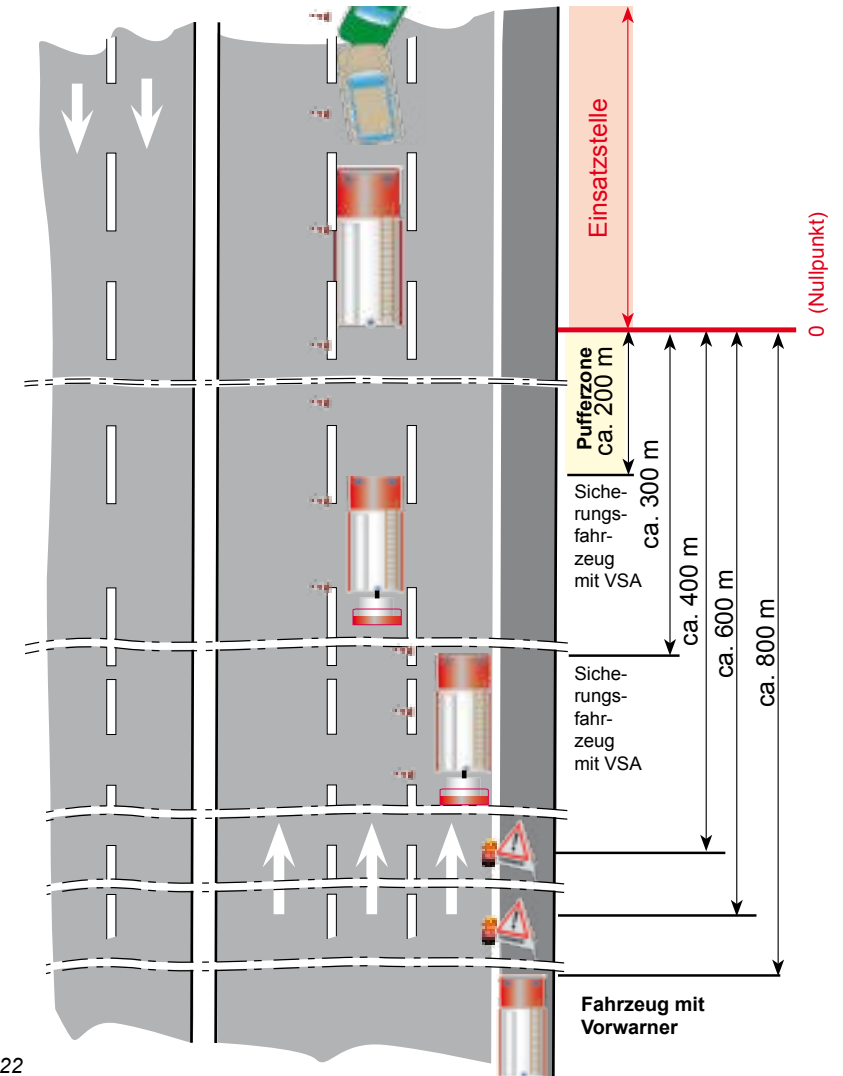 Einsatzstelle
0 (Nullpunkt)
Pufferzone
ca. 200 m
ca. 300 m
ca. 400 m
ca. 600 m
ca. 800 m
Siche-
rungs-
fahr-
zeug
mit VSA
Siche-
rungs-
fahr-
zeug
mit VSA
Fahrzeug mit
Vorwarner
22